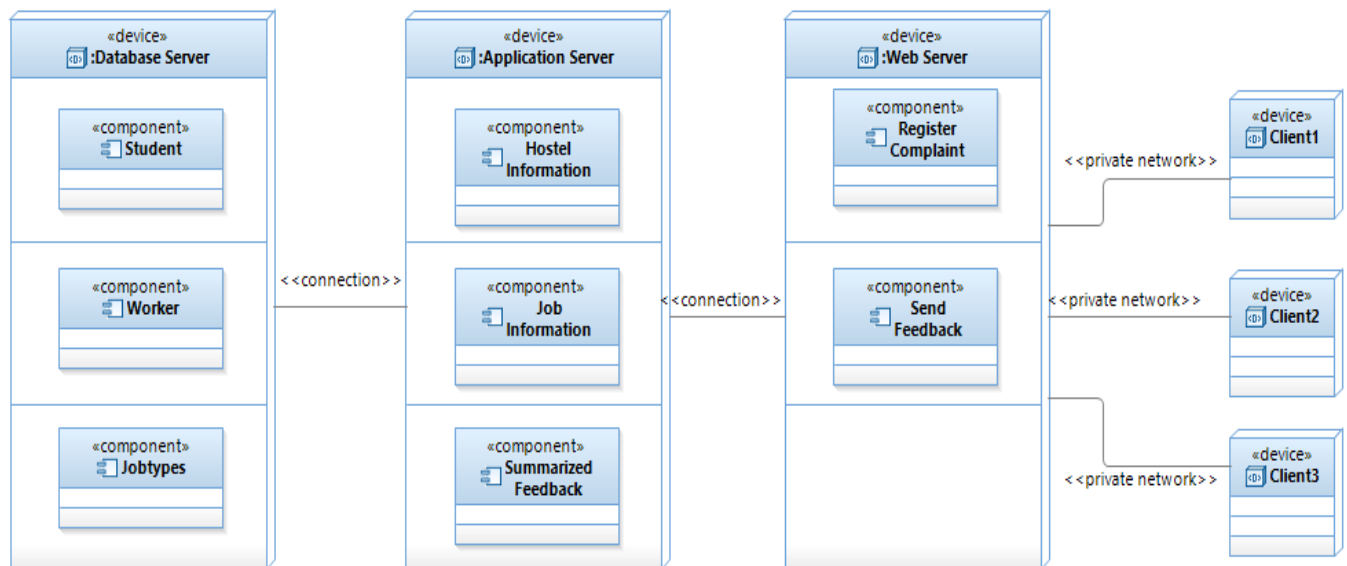 «device»
:Database Server
«component»
Student
«component»
Worker
«component»
Jobtypes
<<connection>>
«device»
:Application Server
«component»
Hostel
Information
«component»
Job
Information
«component»
Summarized
Feedback
<<connection>>
«device»
:Web Server
«component»
Register
Complaint
«component»
Send
Feedback
<<private network>>
<<private network>>
<<private network>>
«device»
Client1
«device»
Client2
«device»
Client3